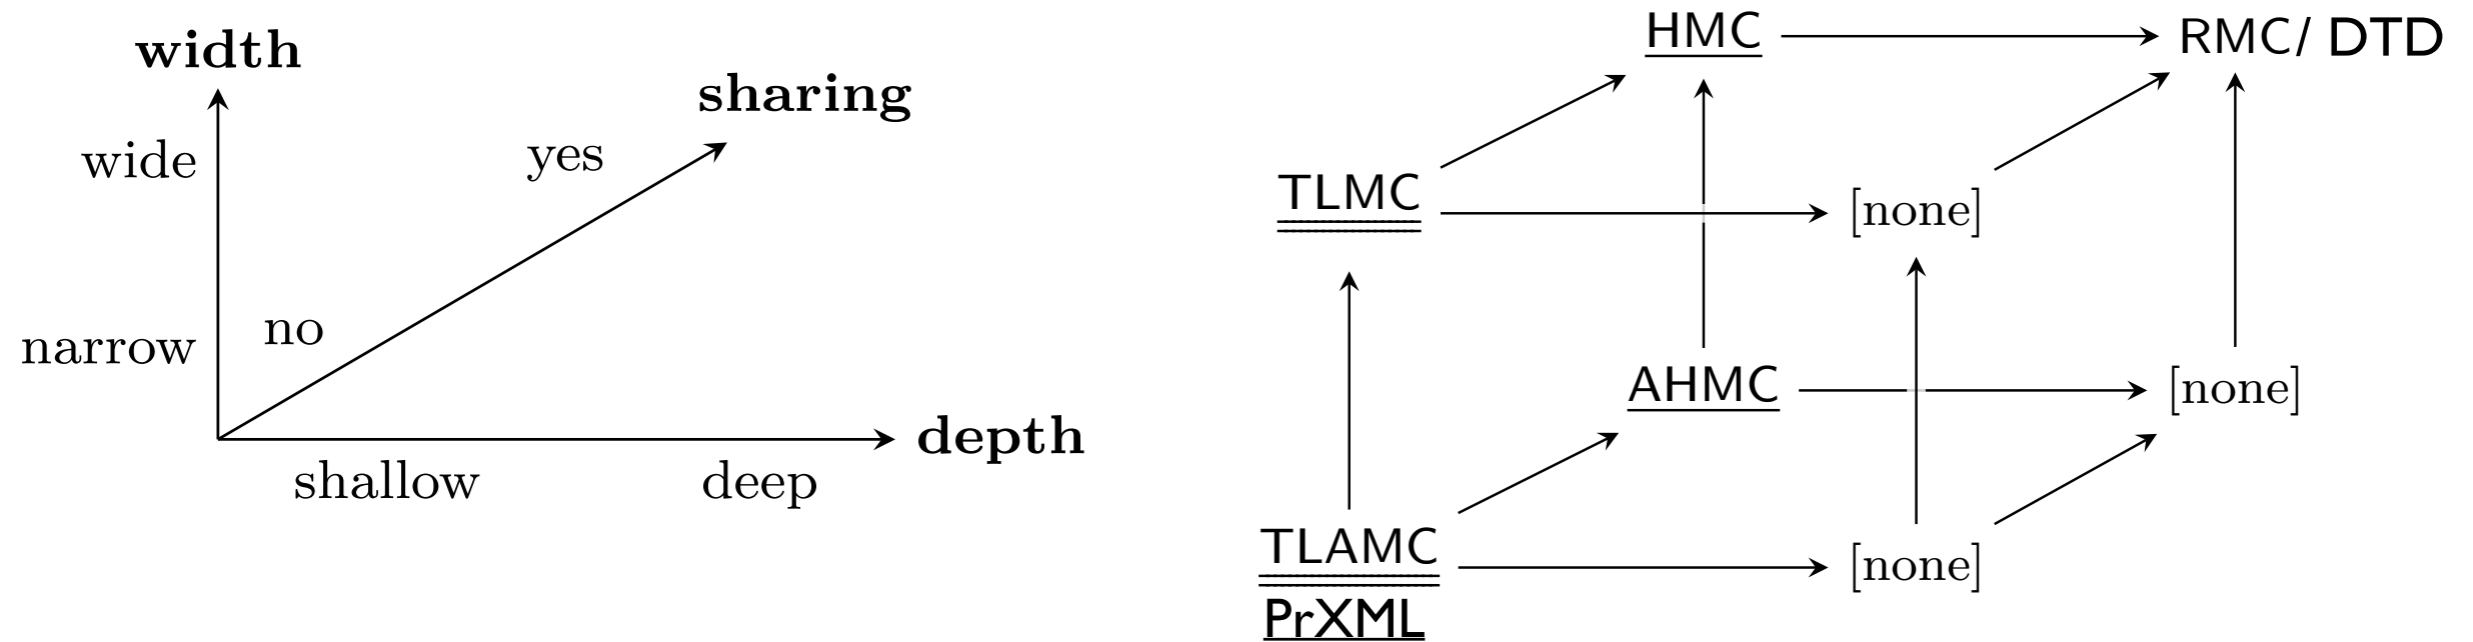 width
sharing
wide
yes
no
narrow
depth
shallow
deep
HMC
RMC/ DTD
TLMC
[none]
AHMC
[none]
TLAMC
[none]
PrXML